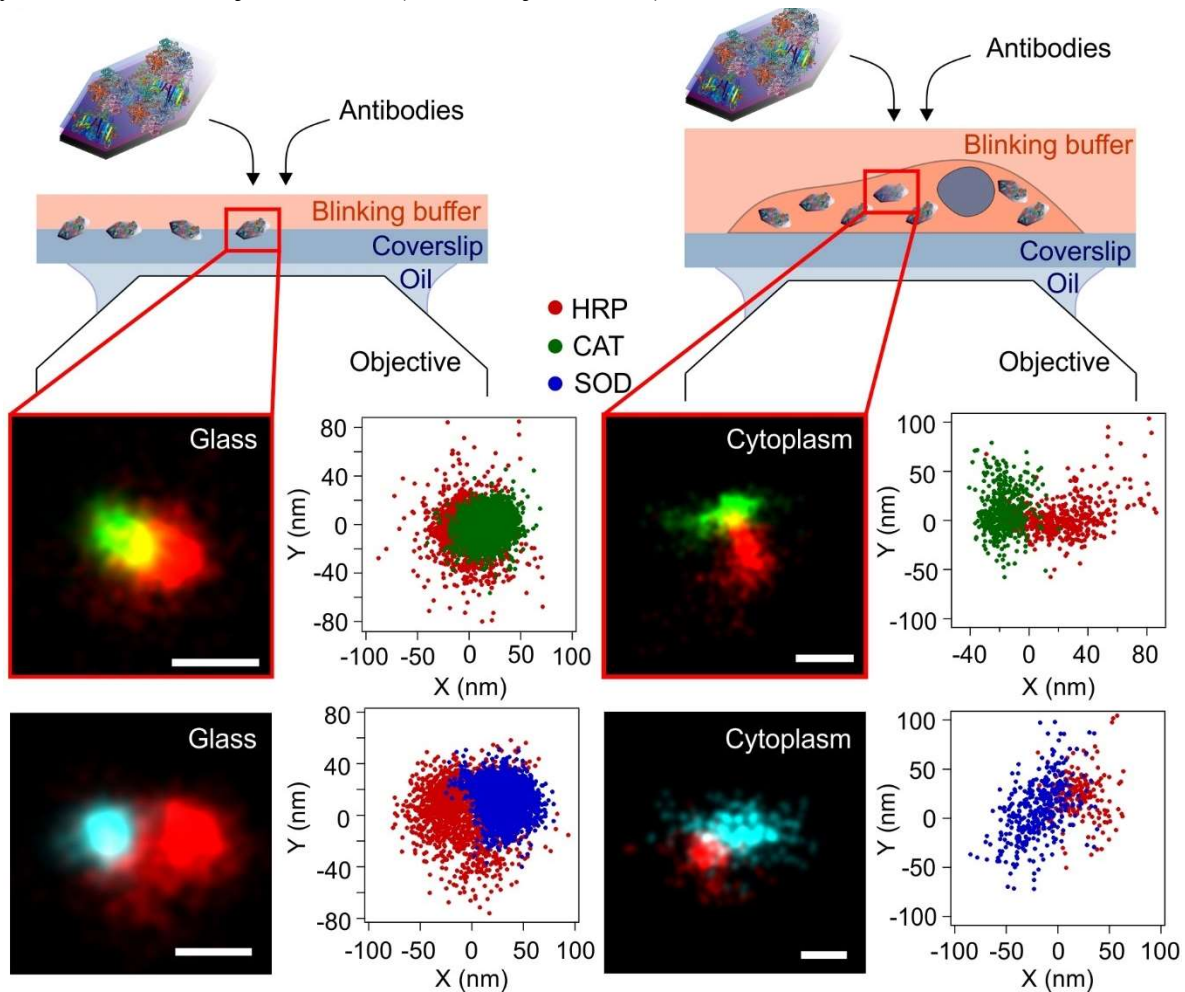 Antibodies
Blinking buffer
Coverslip
Oil
Objective
Antibodies
Blinking buffer
Coverslip
Oil
Objective
HRP
CAT
SOD
Glass
80
40
0
-40
-80
Y (nm)
-100 -50 0 50 100
X (nm)
Cytoplasm
100
50
0
-50
-100
Y (nm)
-40 0 40 80
X (nm)
Glass
80
40
0
-40
-80
Y (nm)
-100 -50 0 50 100
X (nm)
Cytoplasm
100
50
0
-50
-100
Y (nm)
-100 -50 0 50 100
X (nm)